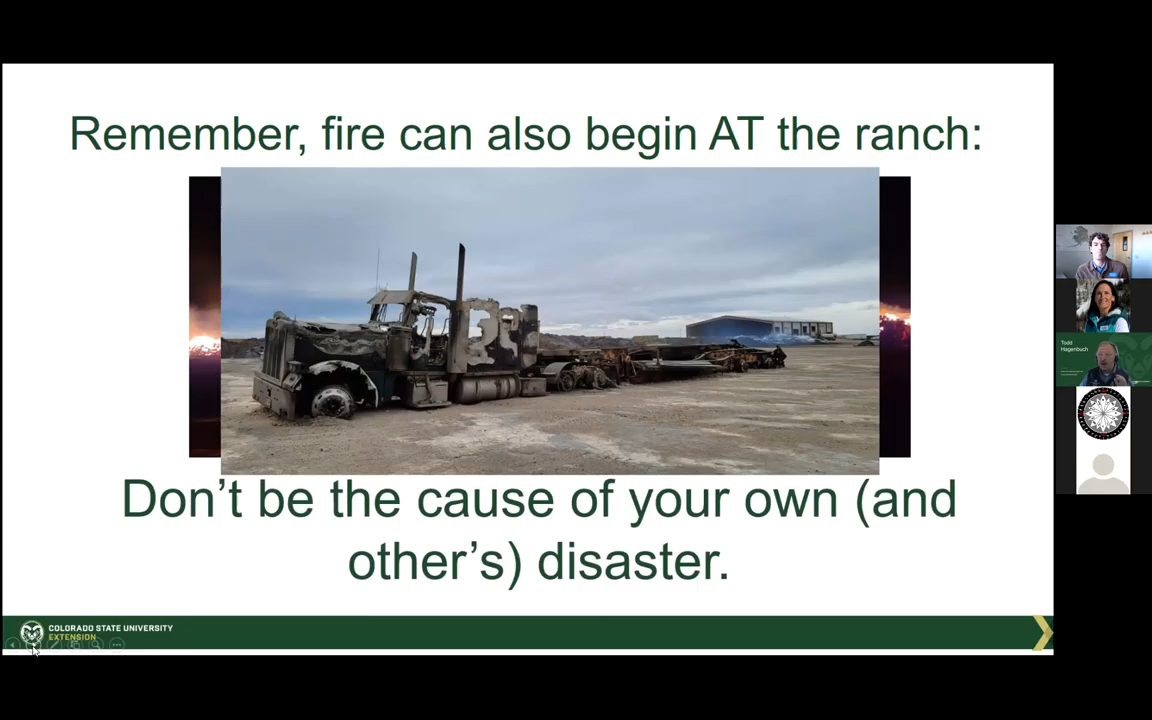 Remember, fire can also begin AT the ranch:
Don’t be the cause of your own (and
other’s) disaster.
COLORADO STATE UNIVERSITY
EXTENSION
Todd
Hagenbuch